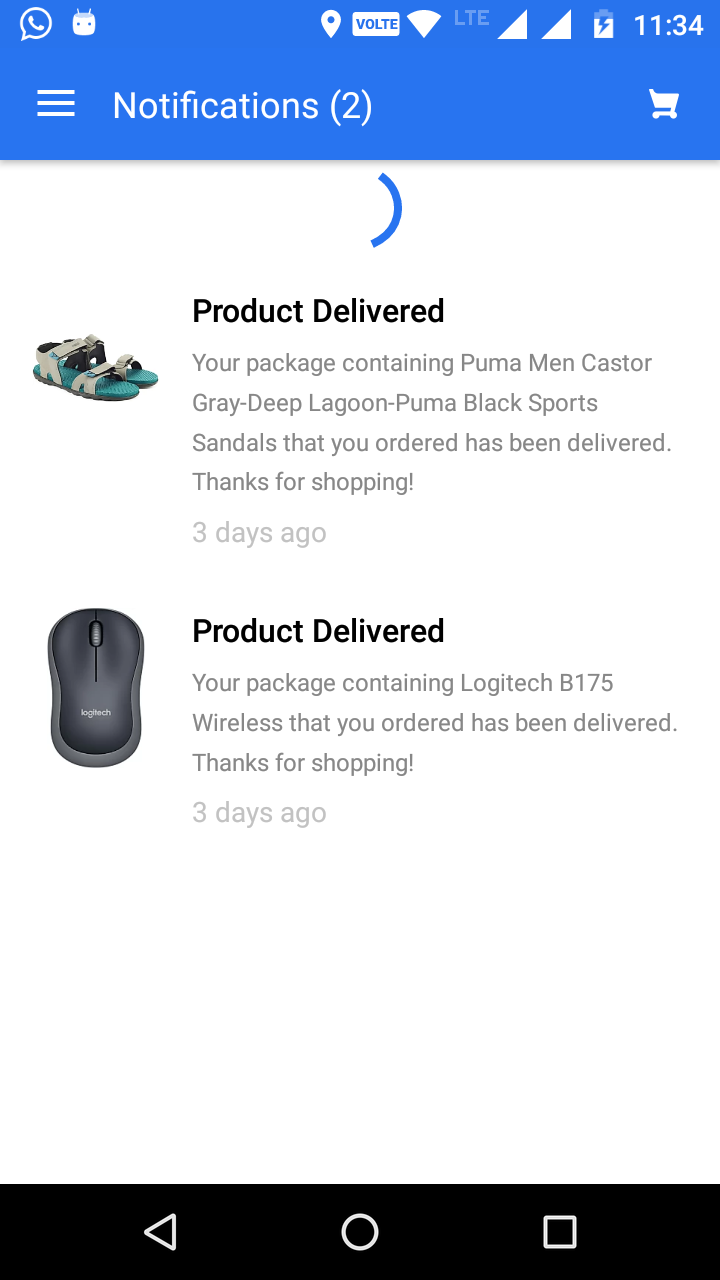 VOLTE LTE 11:34
Notifications (2)
Product Delivered
Your package containing Puma Men Castor
Gray-Deep Lagoon-Puma Black Sports
Sandals that you ordered has been delivered.
Thanks for shopping!
3 days ago
logitech
Product Delivered
Your package containing Logitech B175
Wireless that you ordered has been delivered.
Thanks for shopping!
3 days ago